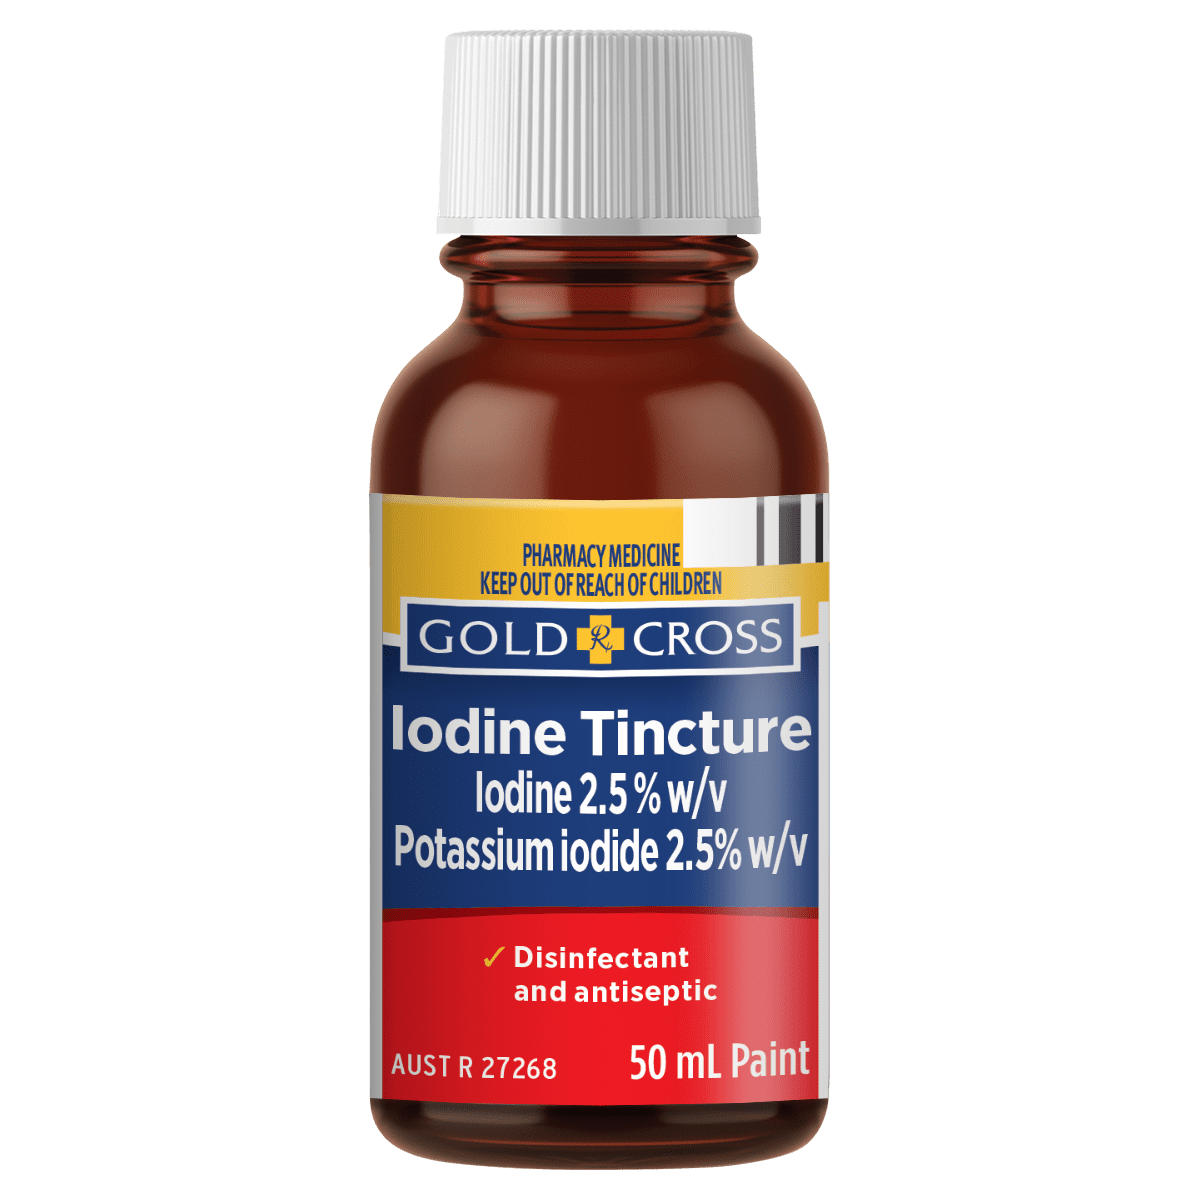 PHARMACY MEDICINE
KEEP OUT OF REACH OF CHILDREN
GOLD Rx CROSS
Iodine Tincture
Iodine 2.5% w/v
Potassium iodide 2.5% w/v
✓ Disinfectant
and antiseptic
AUST R 27268
50 mL Paint